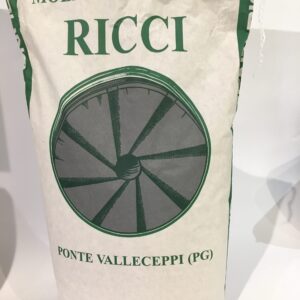 RICCI
PONTE VALLECEPPI (PG)